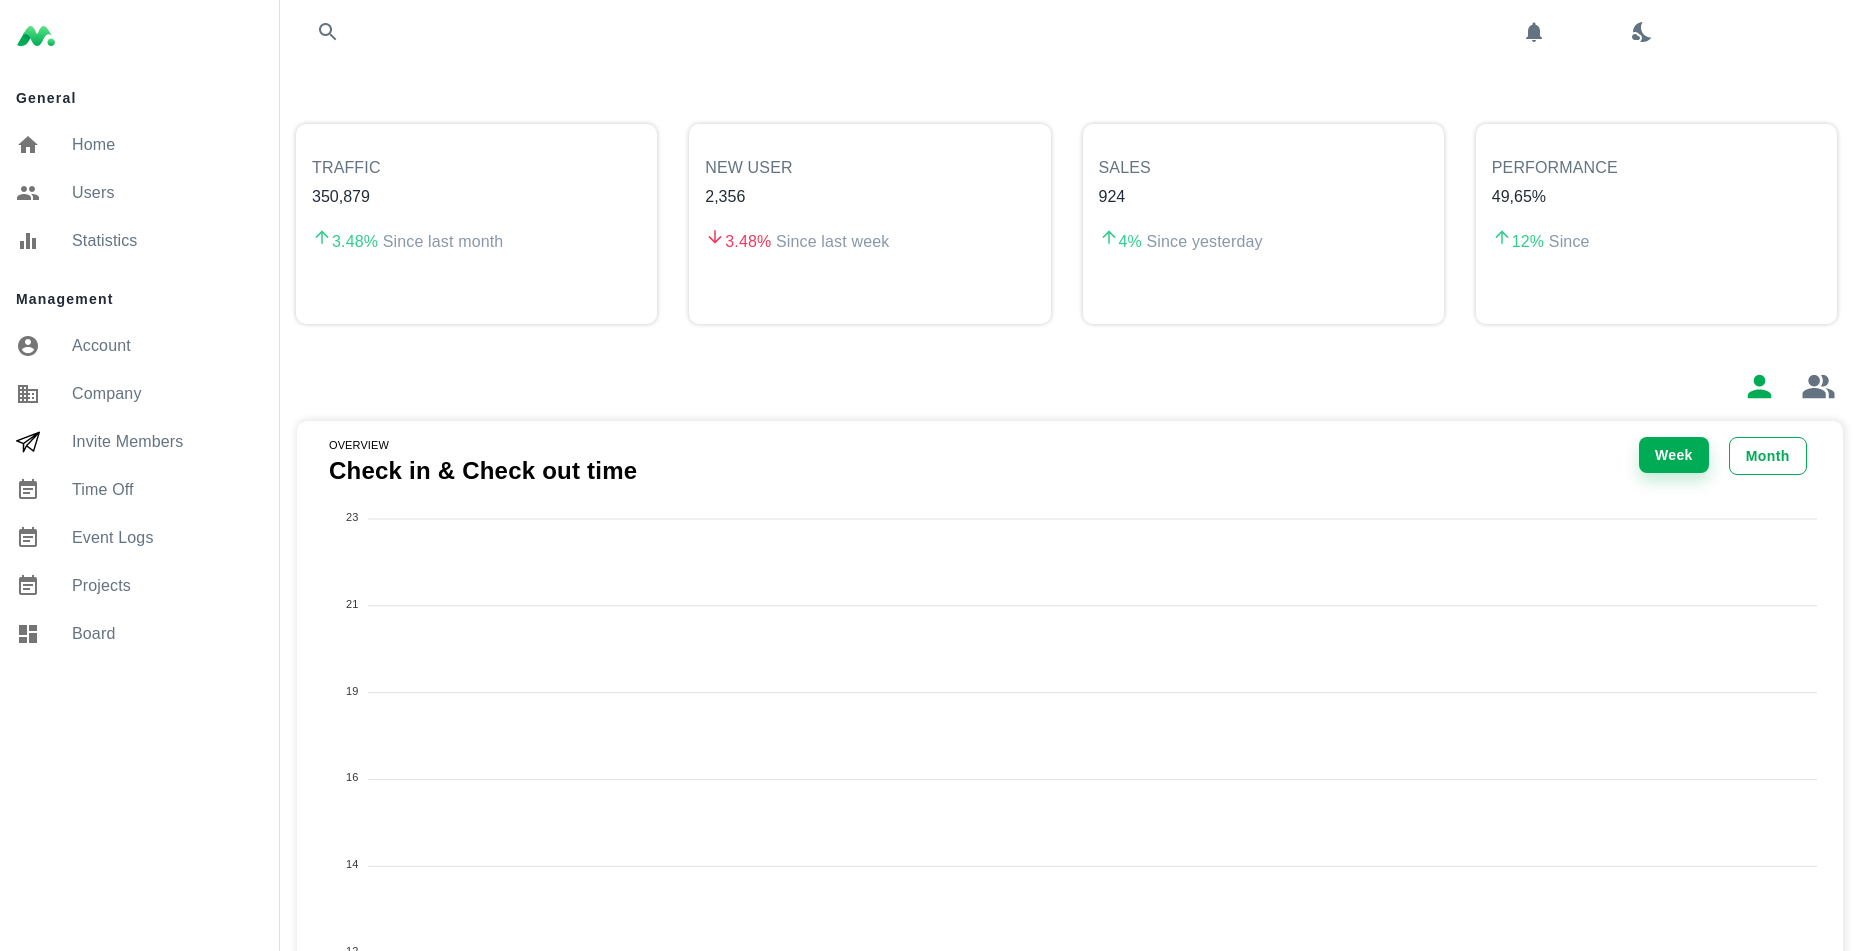 General
Home
Users
Statistics
Management
Account
Company
Invite Members
Time Off
Event Logs
Projects
Board
TRAFFIC
350,879
3.48% Since last month
NEW USER
2,356
3.48% Since last week
SALES
924
4% Since yesterday
PERFORMANCE
49,65%
12% Since
OVERVIEW
Check in & Check out time
Week
Month
23
21
19
16
14